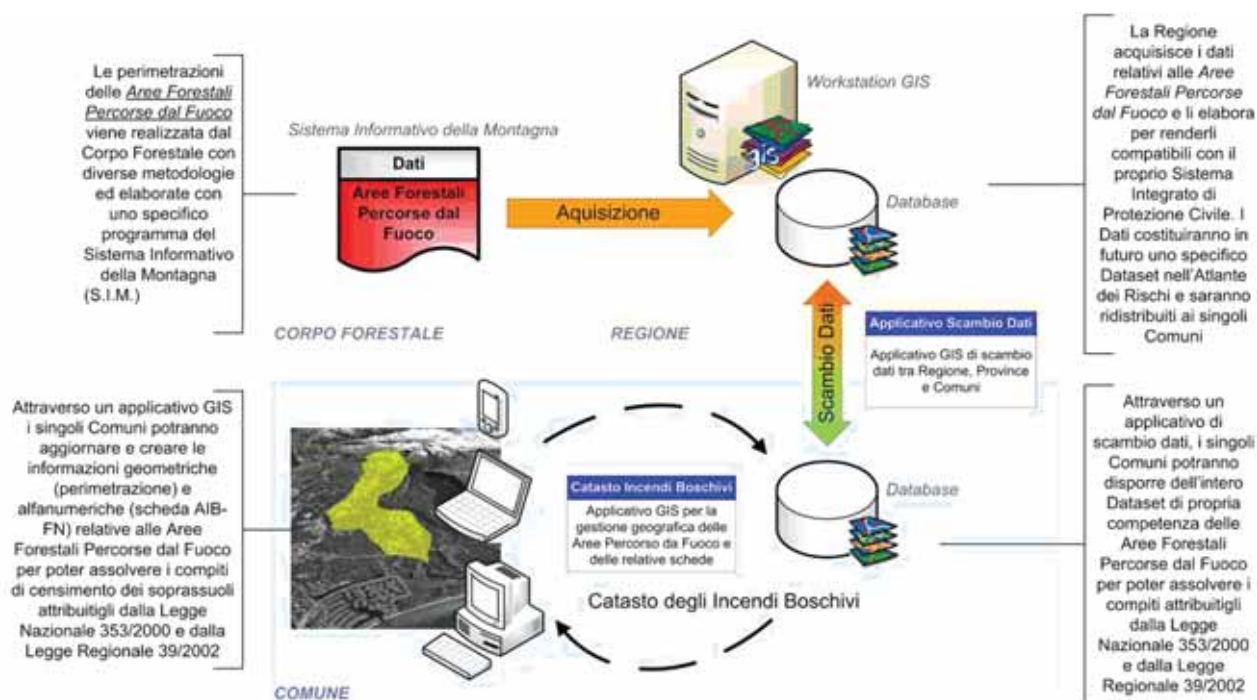 Le perimetrazioni
delle Aree Forestali
Percorse dal Fuoco
viene realizzata dal
Corpo Forestale con
diverse metodologie
ed elaborate con
uno specifico
programma del
Sistema Informativo
della Montagna
(S.I.M.)
Sistema Informativo della Montagna
Dati
Aree Forestali
Percorse dal
Fuoco
Aquisizione
Workstation GIS
GIS
Database
La Regione
acquisisce i dati
relativi alle Aree
Forestali Percorse
dal Fuoco e li elabora
per renderli
compatibili con il
proprio Sistema
Integrato di
Protezione Civile. I
Dati costituiranno in
futuro uno specifico
Dataset nell'Atlante
dei Rischi e saranno
ridistribuiti ai singoli
Comuni
CORPO FORESTALE
REGIONE
Scambio Dati
Applicativo Scambio Dati
Applicativo GIS di scambio
dati tra Regione, Province
e Comuni
Attraverso un applicativo GIS
i singoli Comuni potranno
aggiornare e creare le
informazioni geometriche
(perimetrazione) e
alfanumeriche (scheda AIB-
FN) relative alle Aree
Forestali Percorse dal Fuoco
per poter assolvere i compiti
di censimento dei soprassuoli
attribuitigli dalla Legge
Nazionale 353/2000 e dalla
Legge Regionale 39/2002
Catasto Incendi Boschivi
Applicativo GIS per la
gestione geografica delle
Aree Percorso da Fuoco e
delle relative schede
Catasto degli Incendi Boschivi
Database
Attraverso un
applicativo di
scambio dati, i singoli
Comuni potranno
disporre dell'intero
Dataset di propria
competenza delle
Aree Forestali
Percorse dal Fuoco
per poter assolvere i
compiti attribuitigli
dalla Legge
Nazionale 353/2000
e dalla Legge
Regionale 39/2002
COMUNE